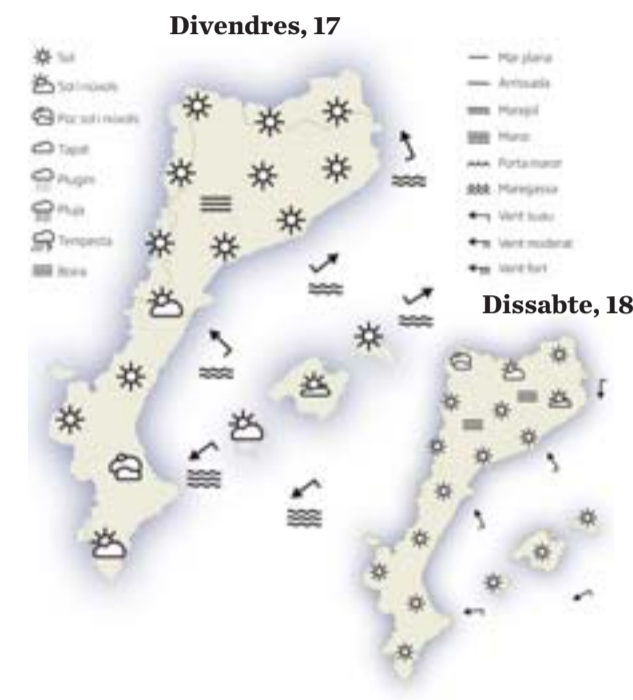 Divendres, 17
Sol
Sol i núvols
Poc sol i núvols
Tapat
Plugim
Pluja
Tempesta
Boira
Mar plana
Arrissada
Marejol
Maror
Forta maror
Maregassa
Vent suau
Vent moderat
Vent fort
Dissabte, 18